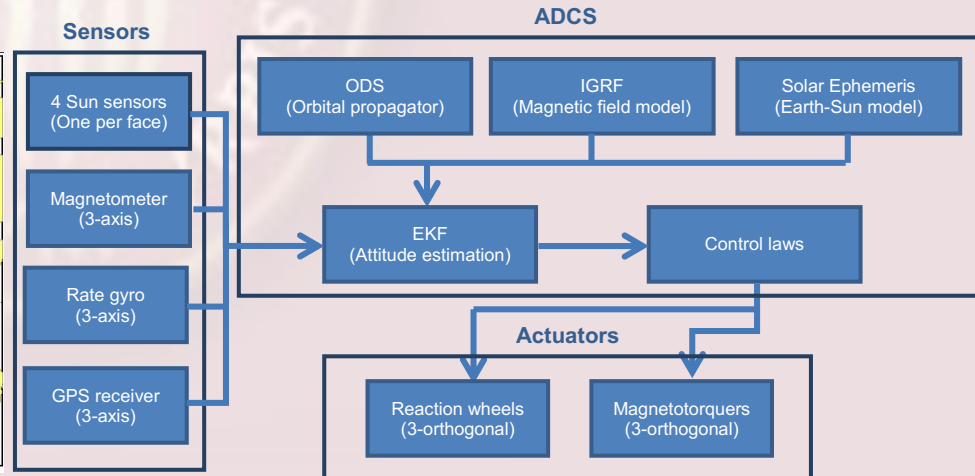 ADCS
Sensors
4 Sun sensors
(One per face)
Magnetometer
(3-axis)
Rate gyro
(3-axis)
GPS receiver
(3-axis)
ODS
(Orbital propagator)
IGRF
(Magnetic field model)
Solar Ephemeris
(Earth-Sun model)
EKF
(Attitude estimation)
Control laws
Actuators
Reaction wheels
(3-orthogonal)
Magnetotorquers
(3-orthogonal)